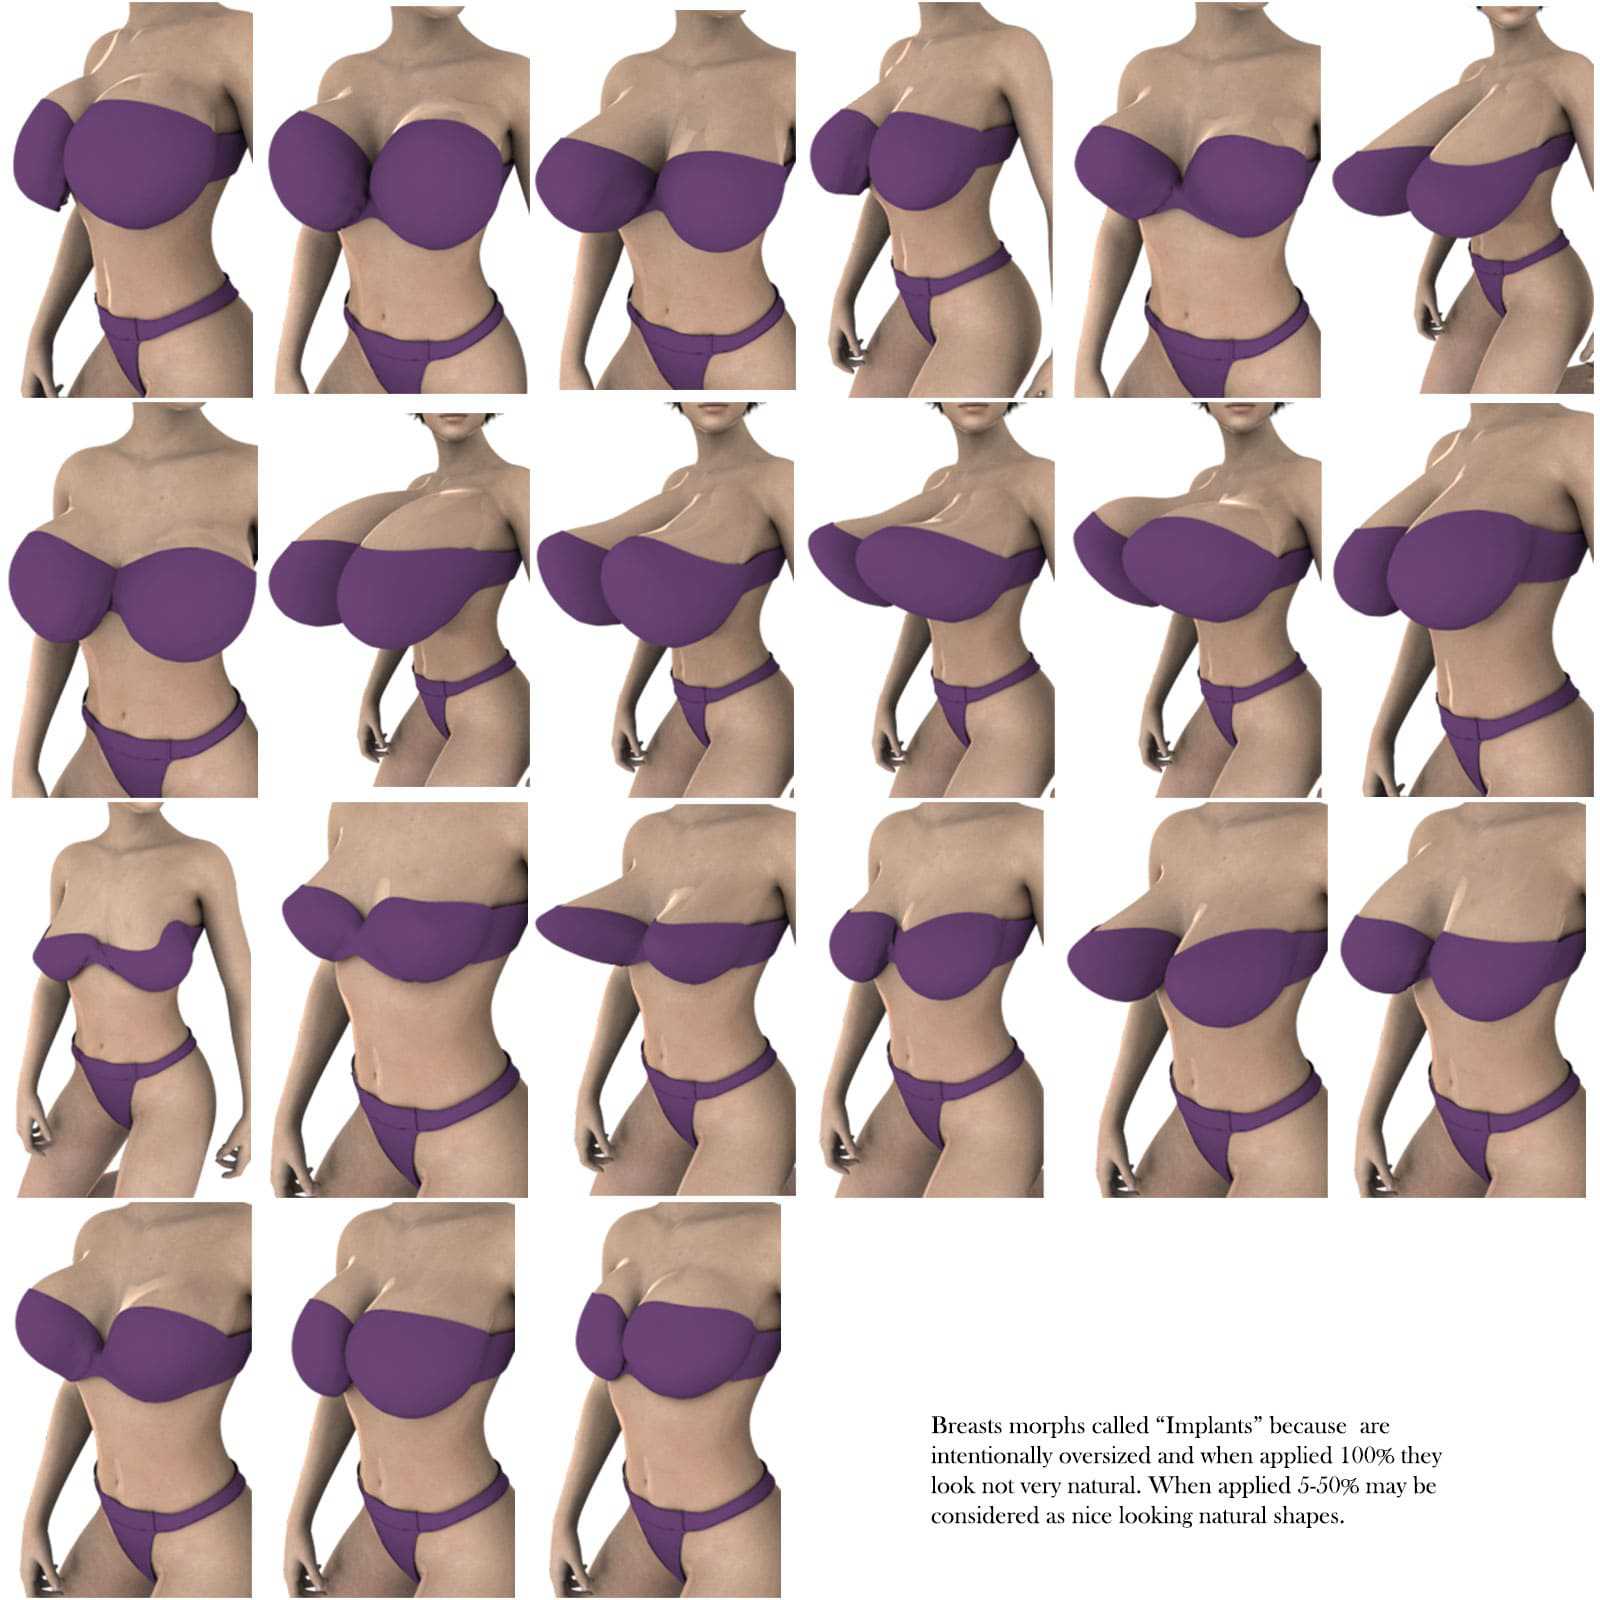 Breasts morphs called “Implants” because  are
intentionally oversized and when applied 100% they
look not very natural. When applied 5-50% may be
considered as nice looking natural shapes.